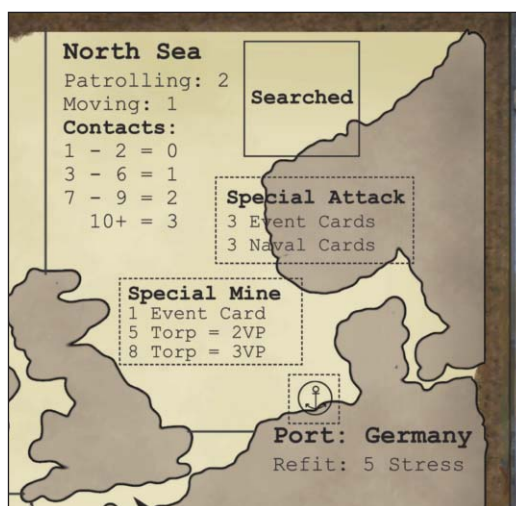 North Sea
Patrolling: 2
Moving: 1
Contacts:
1 - 2 = 0
3 - 6 = 1
7 - 9 = 2
10+ = 3
Searched
Special Attack
3 Event Cards
3 Naval Cards
Special Mine
1 Event Card
5 Torp = 2VP
8 Torp = 3VP
Port: Germany
Refit: 5 Stress